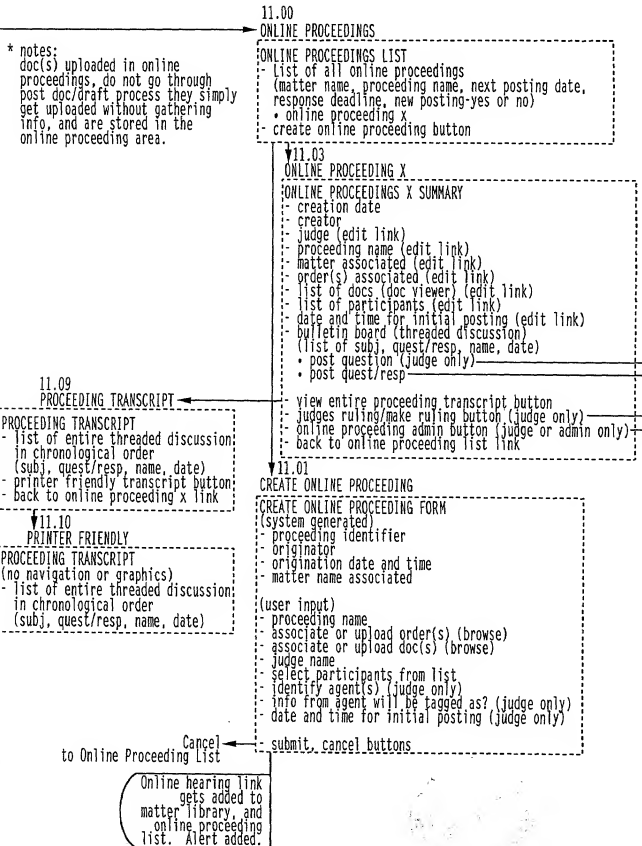 11.00
ONLINE PROCEEDINGS
* notes:
doc(s) uploaded in online
proceedings, do not go through
post doc/draft process they simply
get uploaded without gathering
info, and are stored in the
online proceeding area.
ONLINE PROCEEDINGS LIST
- List of all online proceedings
(matter name, proceeding name, next posting date,
response deadline, new posting-yes or no)
• online proceeding x
- create online proceeding button
11.03
ONLINE PROCEEDING X
ONLINE PROCEEDINGS X SUMMARY
- creation date
- creator
- judge (edit link)
- proceeding name (edit link)
- matter associated (edit link)
- order(s) associated (edit link)
- list of docs (doc viewer) (edit link)
- list of participants (edit link)
- date and time for initial posting (edit link)
- bulletin board (threaded discussion)
(list of subj, quest/resp, name, date)
• post question (judge only)
• post quest/resp
- view entire proceeding transcript button
- judges ruling/make ruling button (judge only)
- online proceeding admin button (judge or admin only)
- back to online proceeding list link
11.09
PROCEEDING TRANSCRIPT
PROCEEDING TRANSCRIPT
- list of entire threaded discussion
in chronological order
(subj, quest/resp, name, date)
- printer friendly transcript button
- back to online proceeding x link
11.10
PRINTER FRIENDLY
PROCEEDING TRANSCRIPT
(no navigation or graphics)
- list of entire threaded discussion
in chronological order
(subj, quest/resp, name, date)
11.01
CREATE ONLINE PROCEEDING
CREATE ONLINE PROCEEDING FORM
(system generated)
- proceeding identifier
- originator
- origination date and time
- matter name associated
(user input)
- proceeding name
- associate or upload order(s) (browse)
- associate or upload doc(s) (browse)
- judge name
- select participants from list
- identify agent(s) (judge only)
- info from agent will be tagged as? (judge only)
- date and time for initial posting (judge only)
- submit, cancel buttons
Cancel
to Online Proceeding List
Online hearing link
gets added to
matter library, and
online proceeding
list. Alert added.